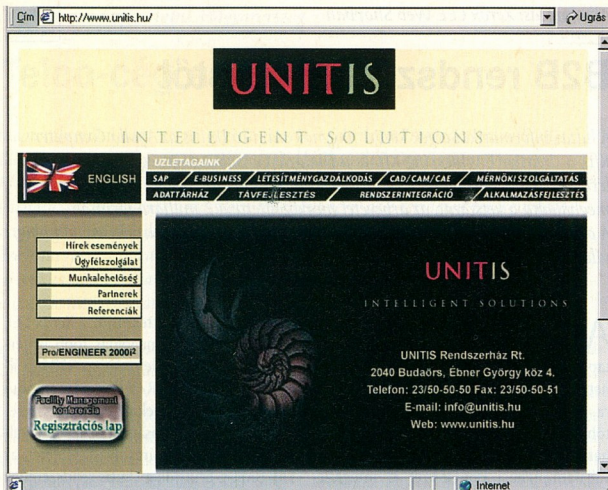 Cím http://www.unitis.hu/ Ugrás
UNITIS
INTELLIGENT SOLUTIONS
ENGLISH
ÜZLETÁGAINK
SAP / E-BUSINESS / LÉTESÍTMÉNYGAZDÁLKODÁS / CAD/CAM/CAE / MÉRNÖKI SZOLGÁLTATÁS
ADATTÁRHÁZ / TÁVFEJLESZTÉS / RENDSZERINTEGRÁCIÓ / ALKALMAZÁSFEJLESZTÉS
Hírek események
Ügyfélszolgálat
Munkalehetőség
Partnerek
Referenciák
Pro/ENGINEER 2000i²
Facility Management
konferencia
Regisztrációs lap
UNITIS
INTELLIGENT SOLUTIONS
UNITIS Rendszerház Rt.
2040 Budaörs, Ébner György köz 4.
Telefon: 23/50-50-50 Fax: 23/50-50-51
E-mail: info@unitis.hu
Web: www.unitis.hu
Internet